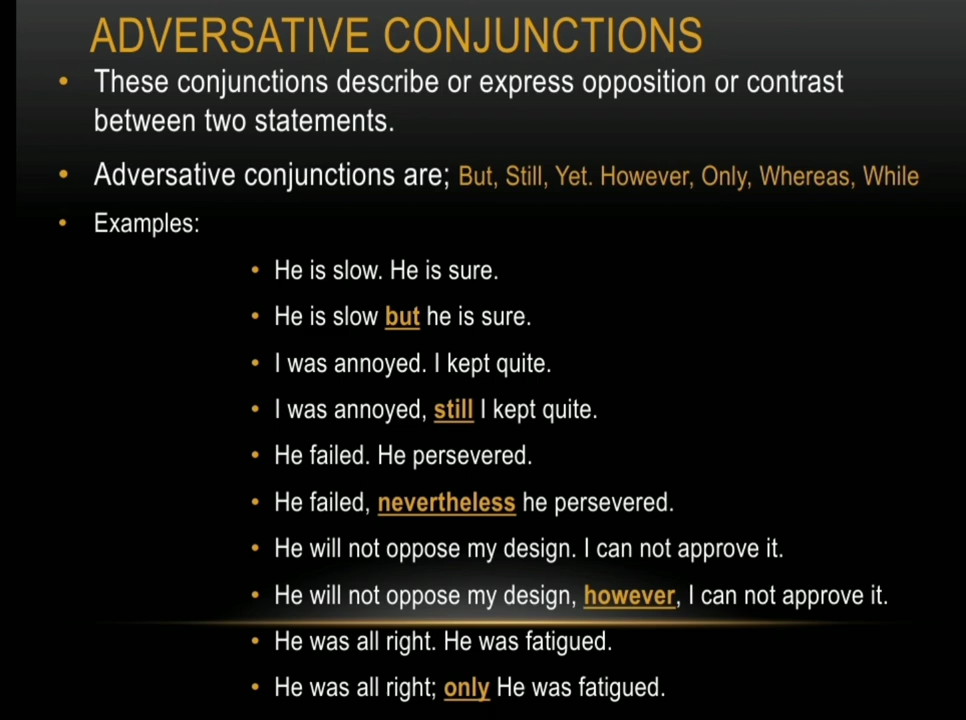 ADVERSATIVE CONJUNCTIONS
• These conjunctions describe or express opposition or contrast
between two statements.
• Adversative conjunctions are; But, Still, Yet. However, Only, Whereas, While
• Examples:
• He is slow. He is sure.
• He is slow but he is sure.
• I was annoyed. I kept quite.
• I was annoyed, still I kept quite.
• He failed. He persevered.
• He failed, nevertheless he persevered.
• He will not oppose my design. I can not approve it.
• He will not oppose my design, however, I can not approve it.
• He was all right. He was fatigued.
• He was all right; only He was fatigued.